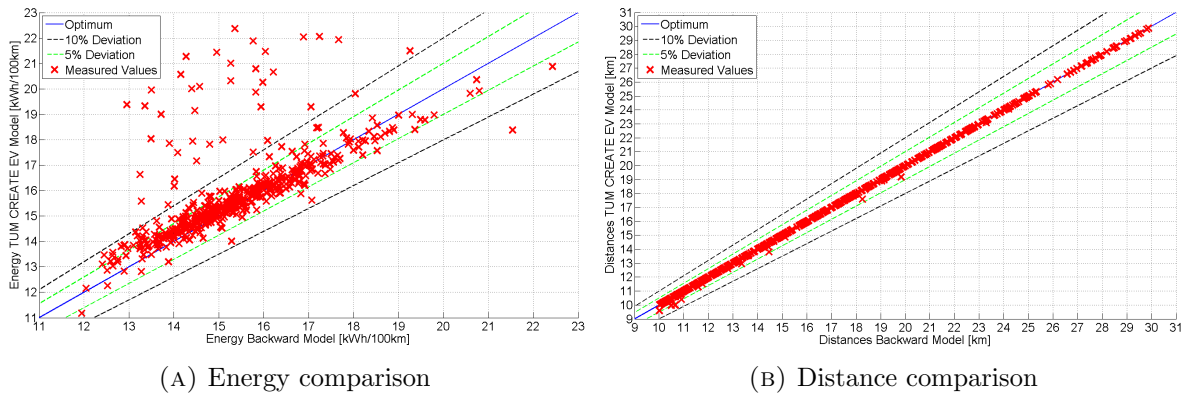 Optimum
10% Deviation
5% Deviation
Measured Values
Energy TUM CREATE EV Model [kWh/100km]
23
22
21
20
19
18
17
16
15
14
13
12
11
11 12 13 14 15 16 17 18 19 20 21 22 23
Energy Backward Model [kWh/100km]
(A) Energy comparison
Optimum
10% Deviation
5% Deviation
Measured Values
Distances TUM CREATE EV Model [km]
31
30
29
28
27
26
25
24
23
22
21
20
19
18
17
16
15
14
13
12
11
10
9
9 10 11 12 13 14 15 16 17 18 19 20 21 22 23 24 25 26 27 28 29 30 31
Distances Backward Model [km]
(B) Distance comparison